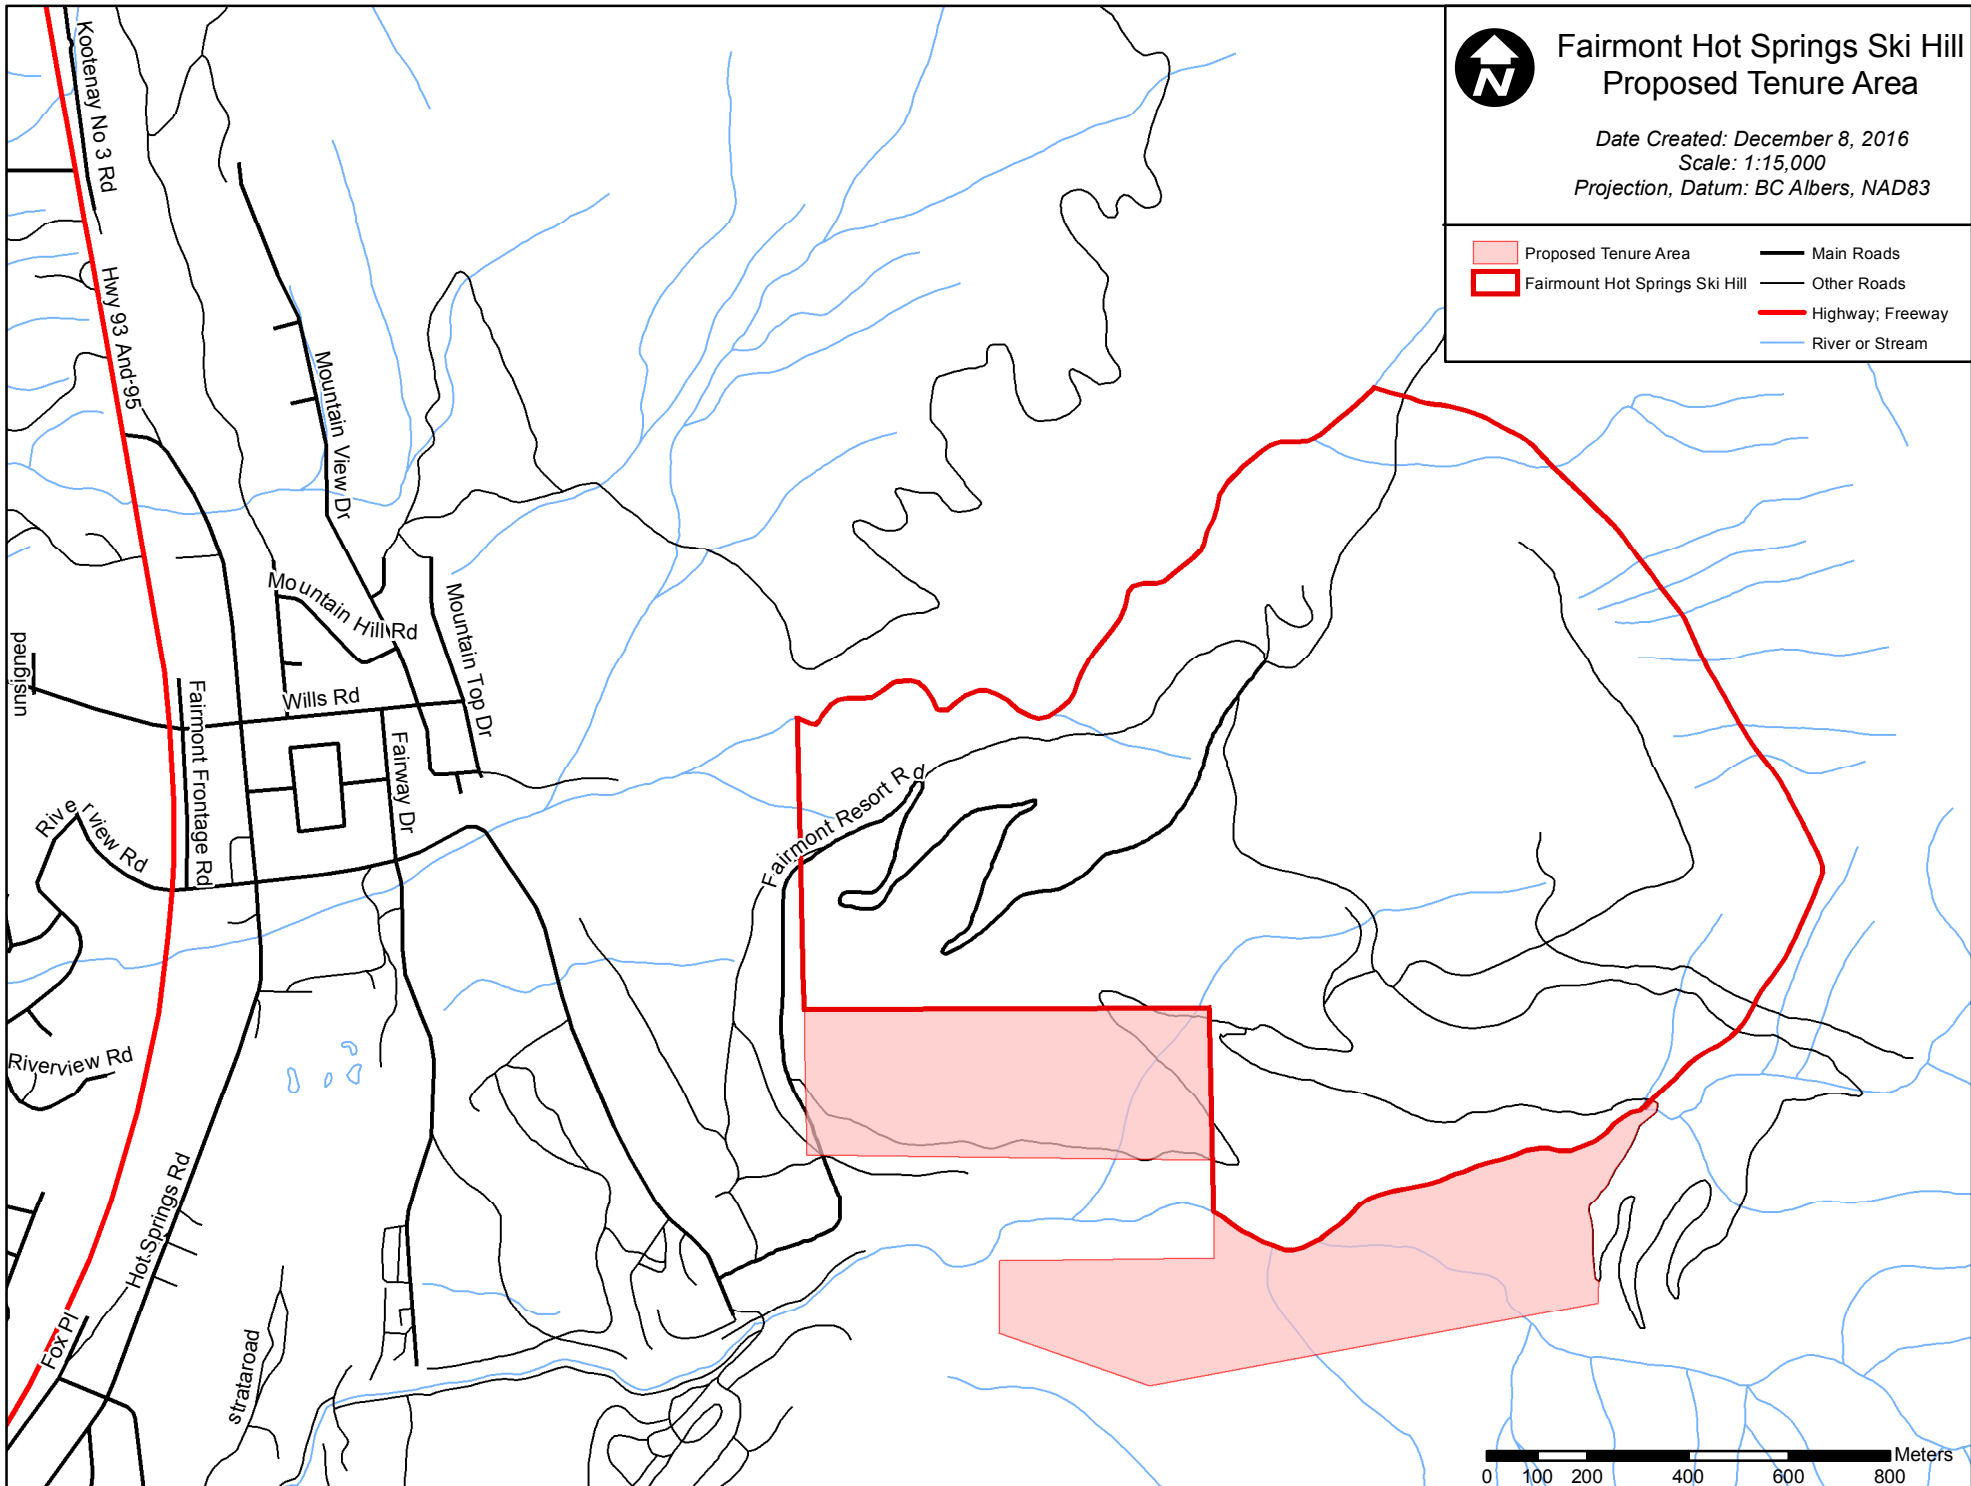 Fairmont Hot Springs Ski Hill
Proposed Tenure Area
N
Date Created: December 8, 2016
Scale: 1:15,000
Projection, Datum: BC Albers, NAD83
Proposed Tenure Area
Fairmount Hot Springs Ski Hill
Main Roads
Other Roads
Highway; Freeway
River or Stream
Kootenay No 3 Rd
Hwy 93 And 95
Mountain View Dr
Mountain Hill Rd
Mountain Top Dr
unsigned
Wills Rd
Fairmont Frontage Rd
Fairway Dr
Riverview Rd
Fairmont Resort Rd
Riverview Rd
Hot Springs Rd
Fox Pl
strataroad
Meters
0 100 200 400 600 800